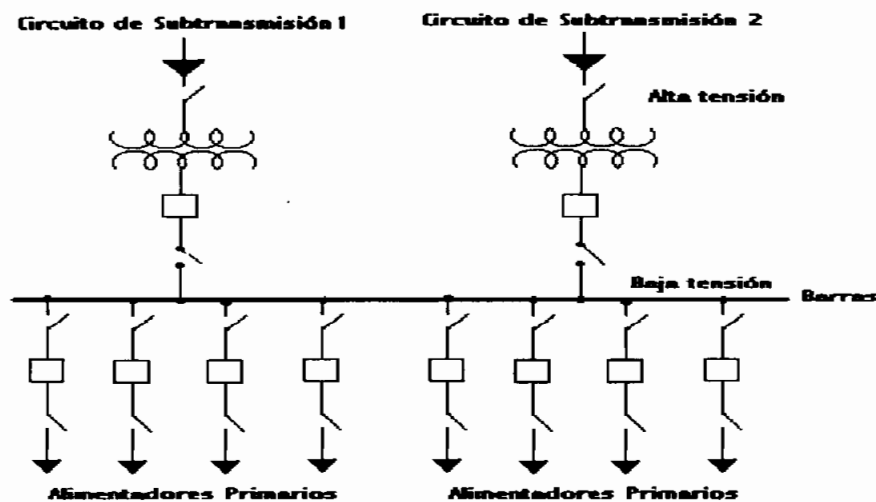 Circuito de Subtransmisión 1
Circuito de Subtransmisión 2
Alta tensión
Baja tensión
Barras
Alimentadores Primarios
Alimentadores Primarios